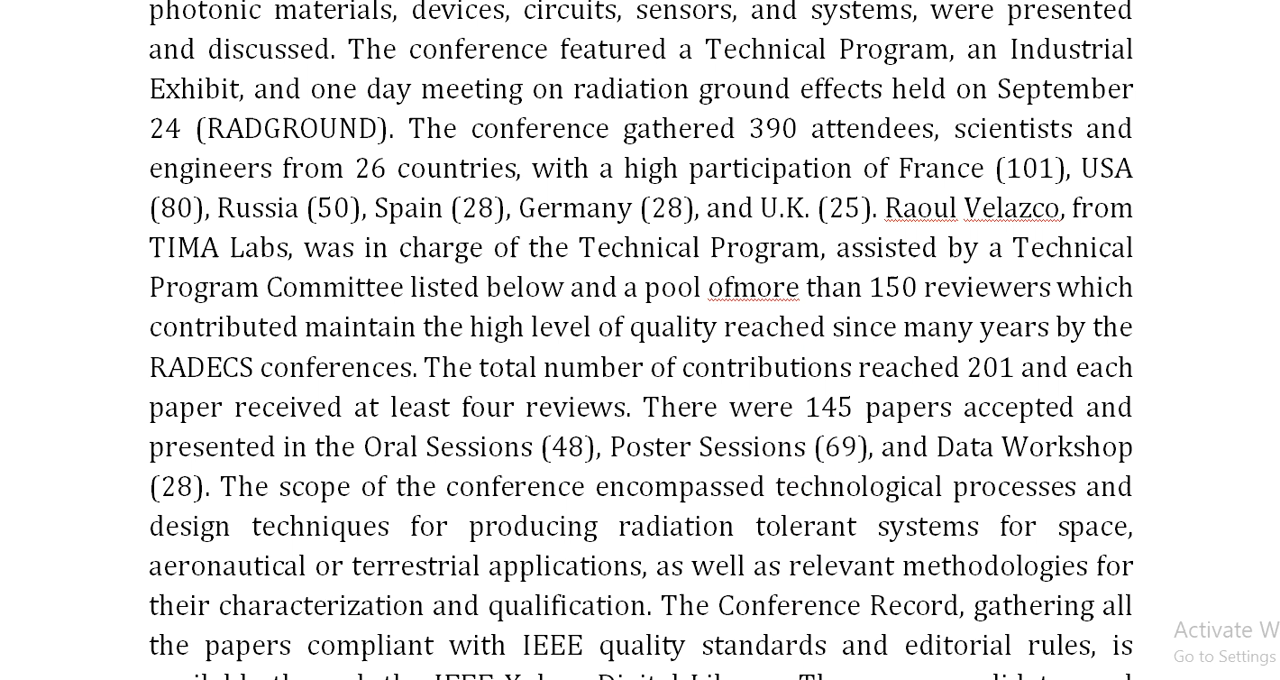 photonic materials, devices, circuits, sensors, and systems, were presented
and discussed. The conference featured a Technical Program, an Industrial
Exhibit, and one day meeting on radiation ground effects held on September
24 (RADGROUND). The conference gathered 390 attendees, scientists and
engineers from 26 countries, with a high participation of France (101), USA
(80), Russia (50), Spain (28), Germany (28), and U.K. (25). Raoul Velazco, from
TIMA Labs, was in charge of the Technical Program, assisted by a Technical
Program Committee listed below and a pool ofmore than 150 reviewers which
contributed maintain the high level of quality reached since many years by the
RADECS conferences. The total number of contributions reached 201 and each
paper received at least four reviews. There were 145 papers accepted and
presented in the Oral Sessions (48), Poster Sessions (69), and Data Workshop
(28). The scope of the conference encompassed technological processes and
design techniques for producing radiation tolerant systems for space,
aeronautical or terrestrial applications, as well as relevant methodologies for
their characterization and qualification. The Conference Record, gathering all
the papers compliant with IEEE quality standards and editorial rules, is
Activate W
Go to Settings